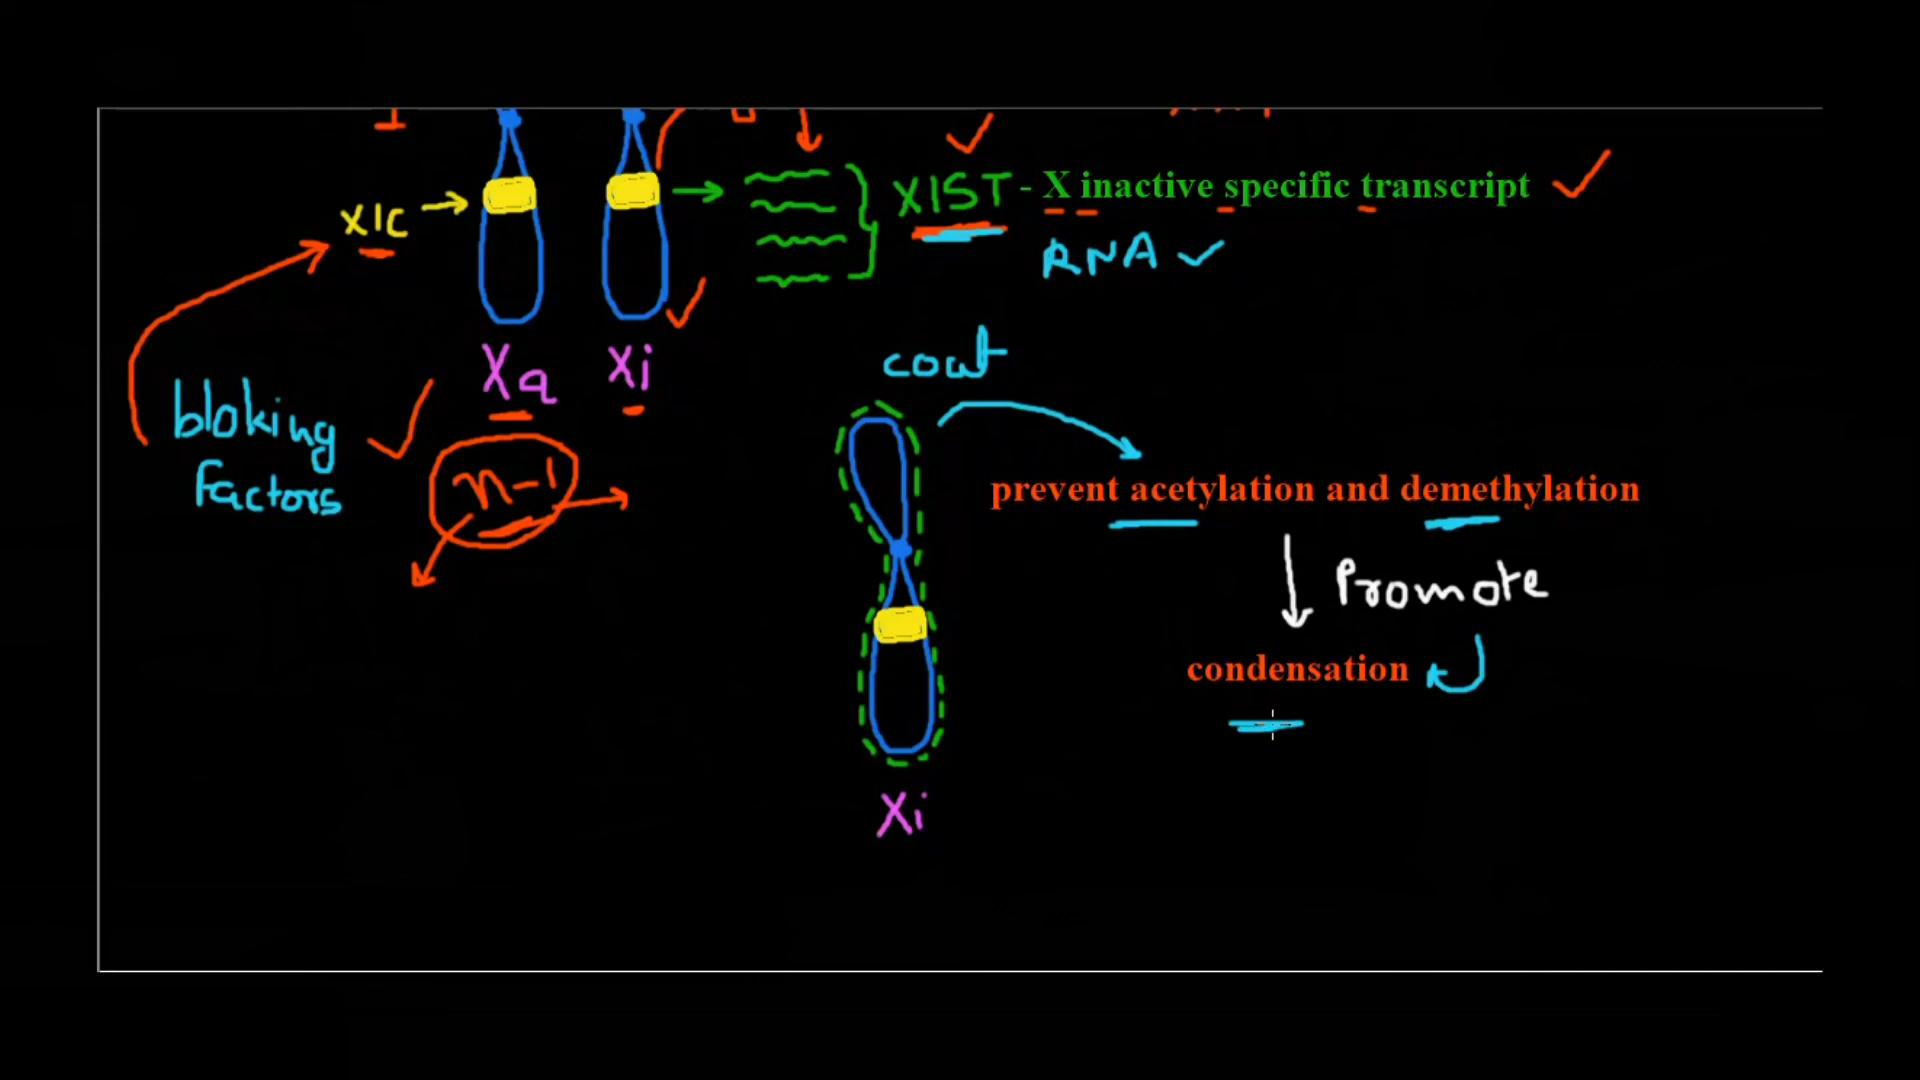 XIST - X inactive specific transcript
XIC
RNA
Xa Xi
coat
bloking
factors
n-1
prevent acetylation and demethylation
Promote
condensation
Xi